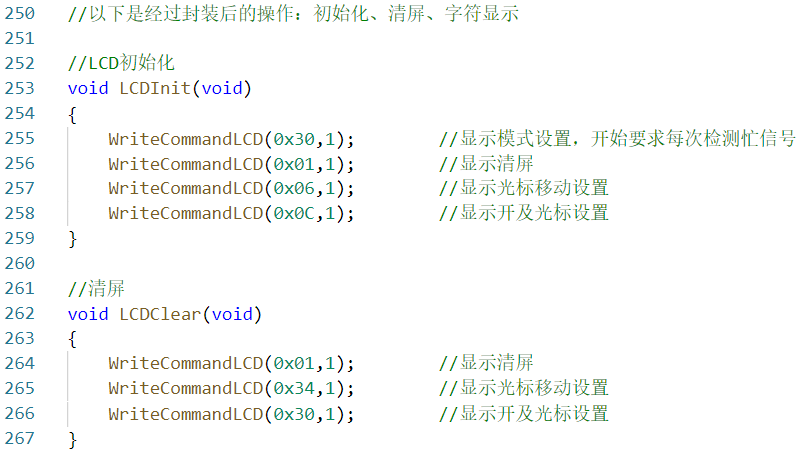 250 //以下是经过封装后的操作：初始化、清屏、字符显示
251
252 //LCD初始化
253 void LCDInit(void)
254 {
255 WriteCommandLCD(0x30,1); //显示模式设置，开始要求每次检测忙信号
256 WriteCommandLCD(0x01,1); //显示清屏
257 WriteCommandLCD(0x06,1); //显示光标移动设置
258 WriteCommandLCD(0x0C,1); //显示开及光标设置
259 }
260
261 //清屏
262 void LCDClear(void)
263 {
264 WriteCommandLCD(0x01,1); //显示清屏
265 WriteCommandLCD(0x34,1); //显示光标移动设置
266 WriteCommandLCD(0x30,1); //显示开及光标设置
267 }